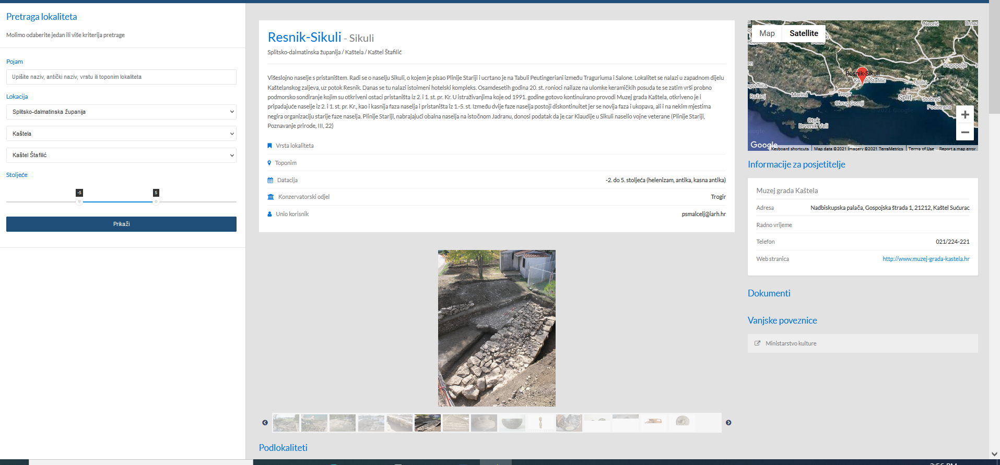 Pretraga lokaliteta
Molimo odaberite jedan ili više kriterija pretrage
Pojam
Upišite naziv, antički naziv, vrstu ili toponim lokaliteta
Lokacija
Splitsko-dalmatinska županija
Kaštela
Kaštel Štafilić
Stoljeće
-5
5
Prikaži
Resnik-Sikuli - Sikuli
Splitsko-dalmatinska županija / Kaštela / Kaštel Štafilić
Višeslojno naselje s pristaništem. Radi se o naselju Sikuli, o kojem je pisao Plinije Stariji i ucrtano je na Tabuli Peutingeriani između Traguriuma i Salone. Lokalitet se nalazi u zapadnom dijelu
Kaštelanskog zaljeva, uz potok Resnik. Danas se tu nalazi istoimeni hotelski kompleks. Osamdesetih godina 20. st. ronioci nailaze na ulomke keramičkih posuda te se zatim vrši probno
podmorsko sondiranje kojim su otkriveni ostaci pristaništa iz 2. i 1. st. pr. Kr. U istraživanjima koje od 1991. godine gotovo kontinuirano provodi Muzej grada Kaštela, otkriveno je i
pripadajuće naselje iz 2. i 1. st. pr. Kr., kao i kasnija faza naselja i pristaništa iz 1.-5. st. Između dvije faze naselja postoji diskontinuitet jer se novija faza i ukopava, ali i na nekim mjestima
negira organizaciju starije faze naselja. Plinije Stariji, nabrajajući obalna naselja na istočnom Jadranu, donosi podatak da je car Klaudije u Sikuli naselio vojne veterane (Plinije Stariji,
Poznavanje prirode, III, 22)
Vrsta lokaliteta
Toponim
Datacija -2. do 5. stoljeća (helenizam, antika, kasna antika)
Konzervatorski odjel Trogir
Unio korisnik psmalcelj@iarh.hr
Podlokaliteti
Map Satellite
Neorić
Dugopolje
Resnik-Sikuli
Kaštel Štafilić
Solin
Ražanj
Marina
Trogir
Split
Stobreč
Okrug Gornji
Podstrana
Otok
Drvenik Veli
Google
Keyboard shortcuts Map data ©2021 Imagery ©2021 TerraMetrics Terms of Use Report a map error
Informacije za posjetitelje
Muzej grada Kaštela
Adresa Nadbiskupska palača, Gospojska štrada 1, 21212, Kaštel Sućurac
Radno vrijeme
Telefon 021/224-221
Web stranica http://www.muzej-grada-kastela.hr
Dokumenti
Vanjske poveznice
Ministarstvo kulture